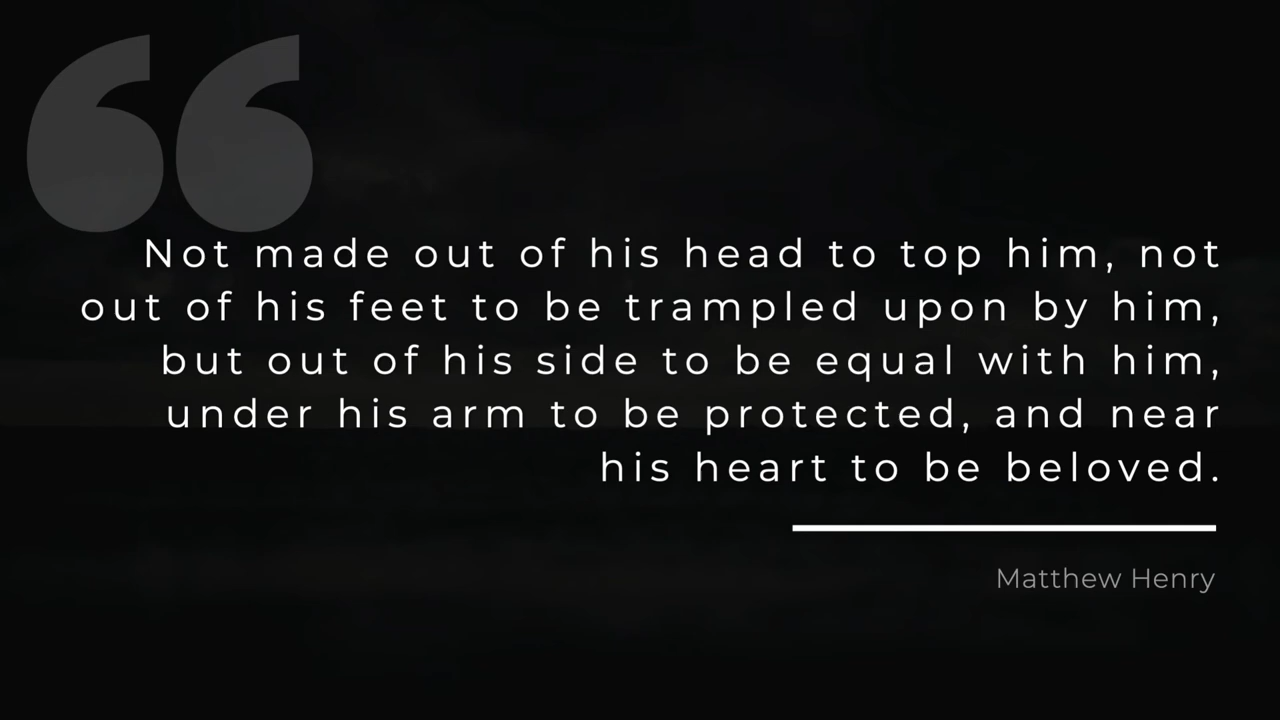 “
Not made out of his head to top him, not
out of his feet to be trampled upon by him,
but out of his side to be equal with him,
under his arm to be protected, and near
his heart to be beloved.
Matthew Henry